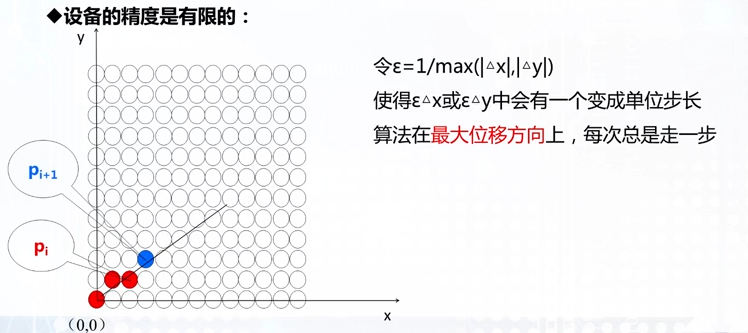 ◆设备的精度是有限的：
y
令ε=1/max(|△x|,|△y|)
使得ε△x或ε△y中会有一个变成单位步长
算法在最大位移方向上，每次总是走一步
pi+1
pi
x
(0,0)